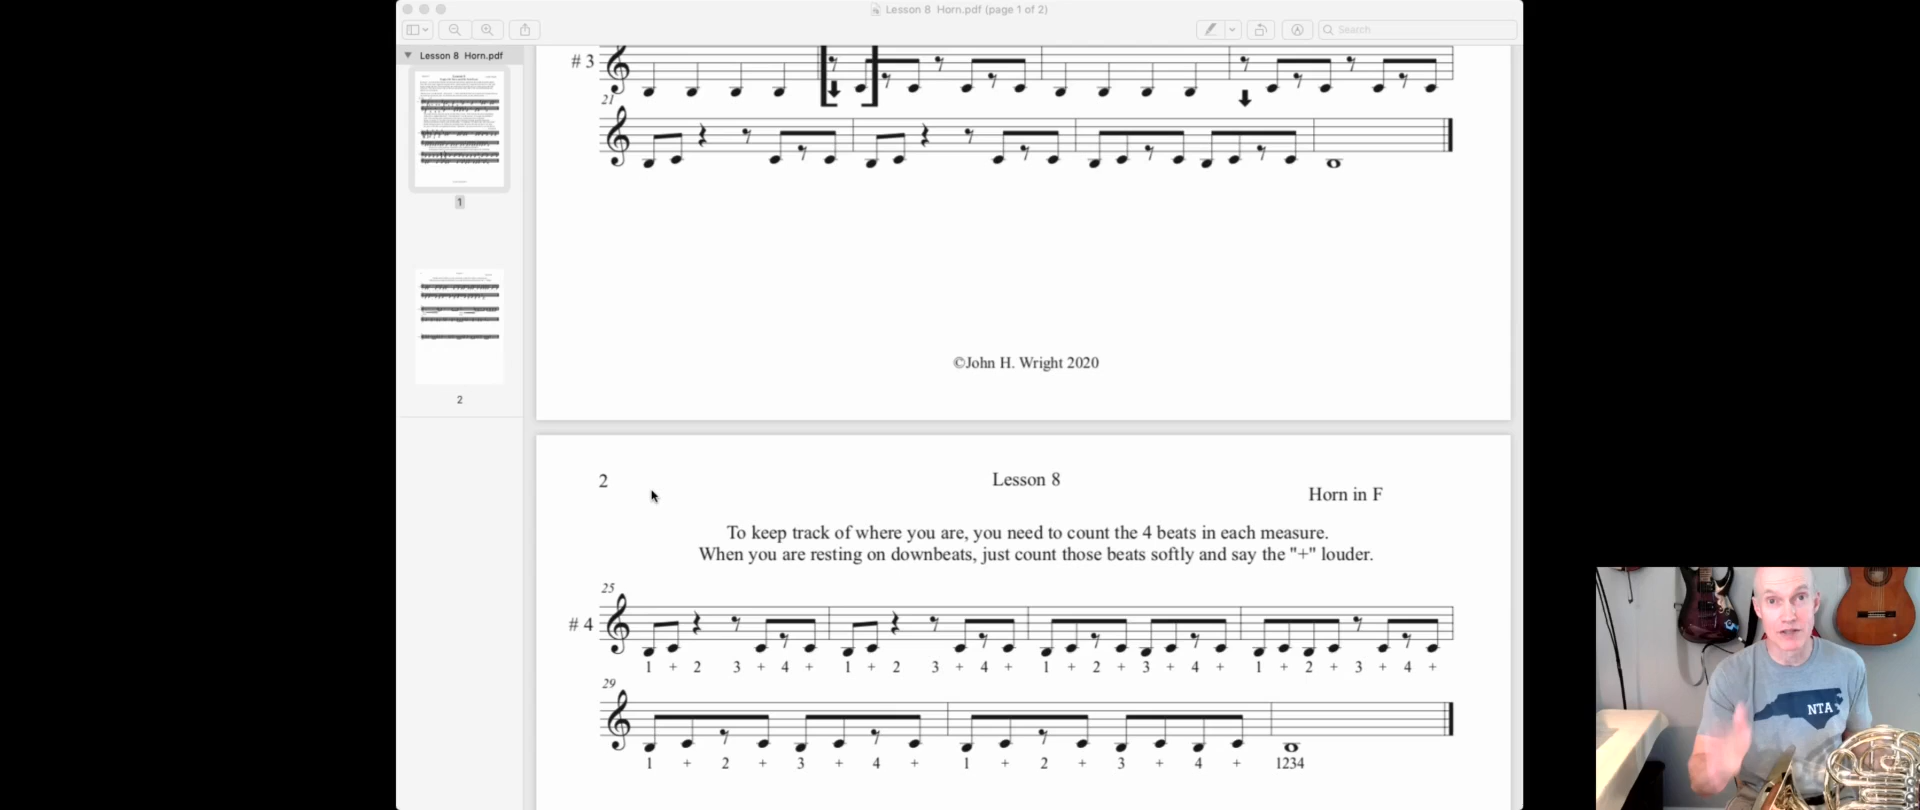 Lesson 8 Horn.pdf (page 1 of 2)
Search
Lesson 8 Horn.pdf
1
2
# 3
21
©John H. Wright 2020
2
Lesson 8
Horn in F
To keep track of where you are, you need to count the 4 beats in each measure.
When you are resting on downbeats, just count those beats softly and say the "+" louder.
25
# 4
1 + 2 3 + 4 + 1 + 2 3 + 4 + 1 + 2 + 3 + 4 + 1 + 2 + 3 + 4 +
29
1 + 2 + 3 + 4 + 1 + 2 + 3 + 4 + 1234
NTA